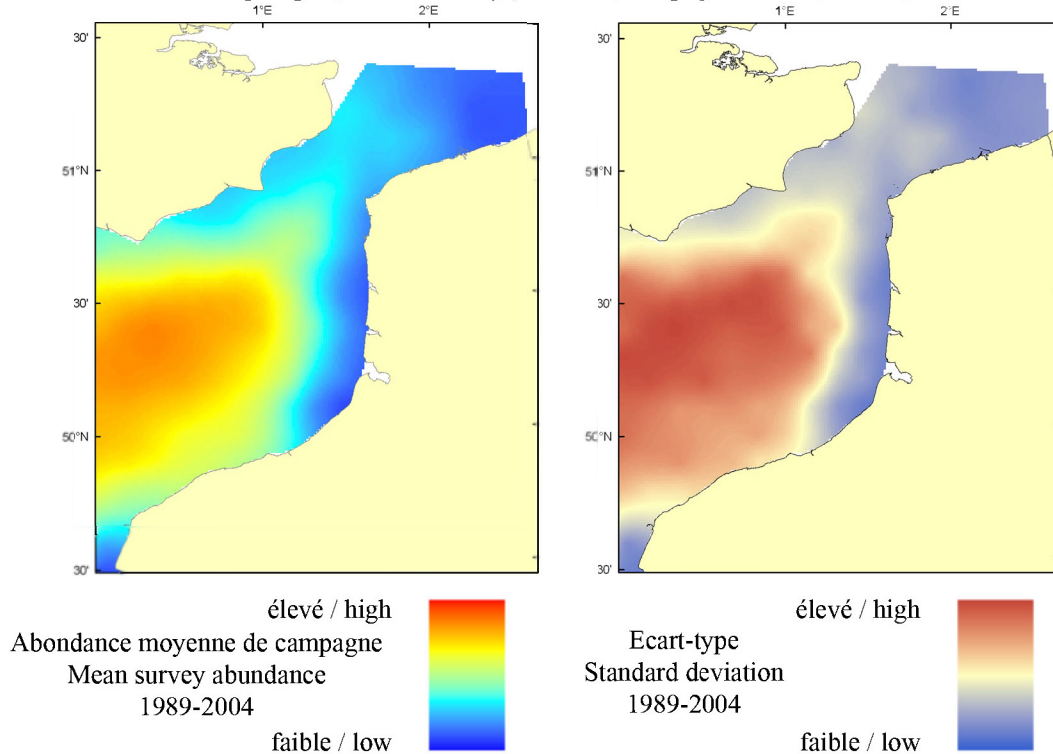 1°E 2°E 1°E 2°E
30' 30'
51°N 51°N
30' 30'
50°N 50°N
30' 30'
élevé / high
Abondance moyenne de campagne
Mean survey abundance
1989-2004
faible / low
élevé / high
Ecart-type
Standard deviation
1989-2004
faible / low